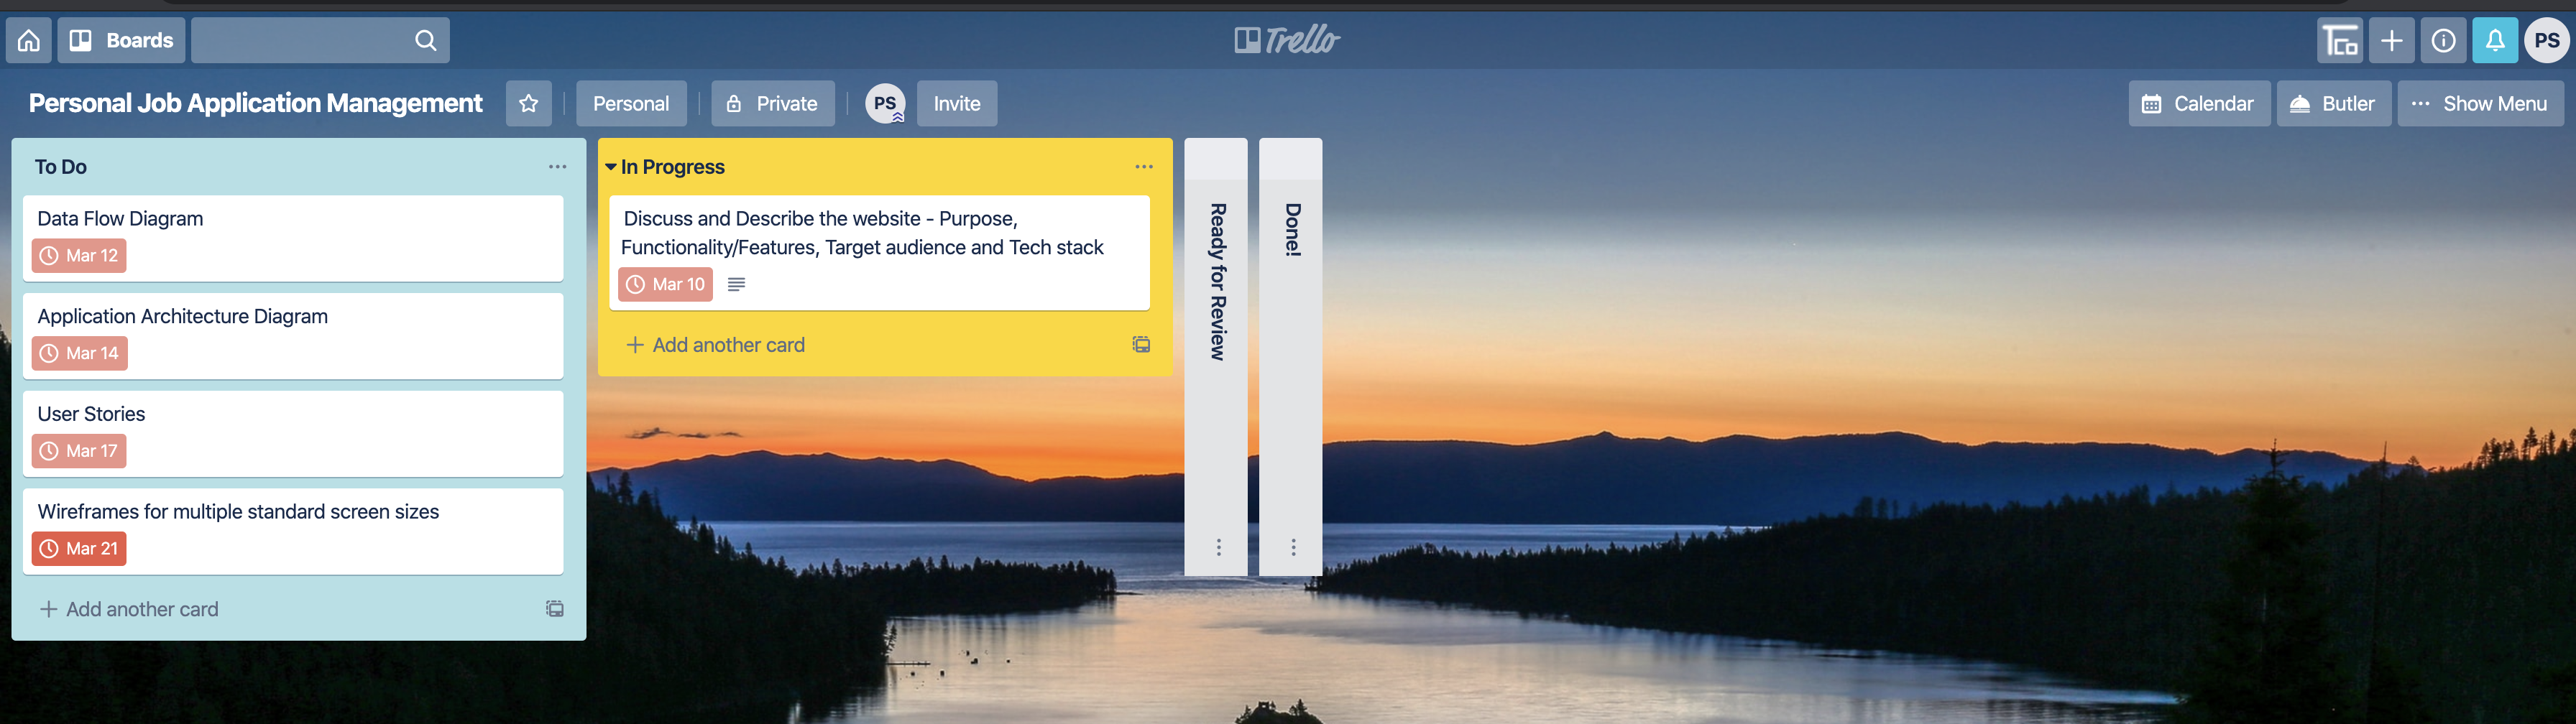 Boards
Trello
TCo
PS
Personal Job Application Management
Personal
Private
PS
Invite
Calendar
Butler
Show Menu
To Do
Data Flow Diagram
Mar 12
Application Architecture Diagram
Mar 14
User Stories
Mar 17
Wireframes for multiple standard screen sizes
Mar 21
Add another card
In Progress
Discuss and Describe the website - Purpose,
Functionality/Features, Target audience and Tech stack
Mar 10
Add another card
Ready for Review
Done!